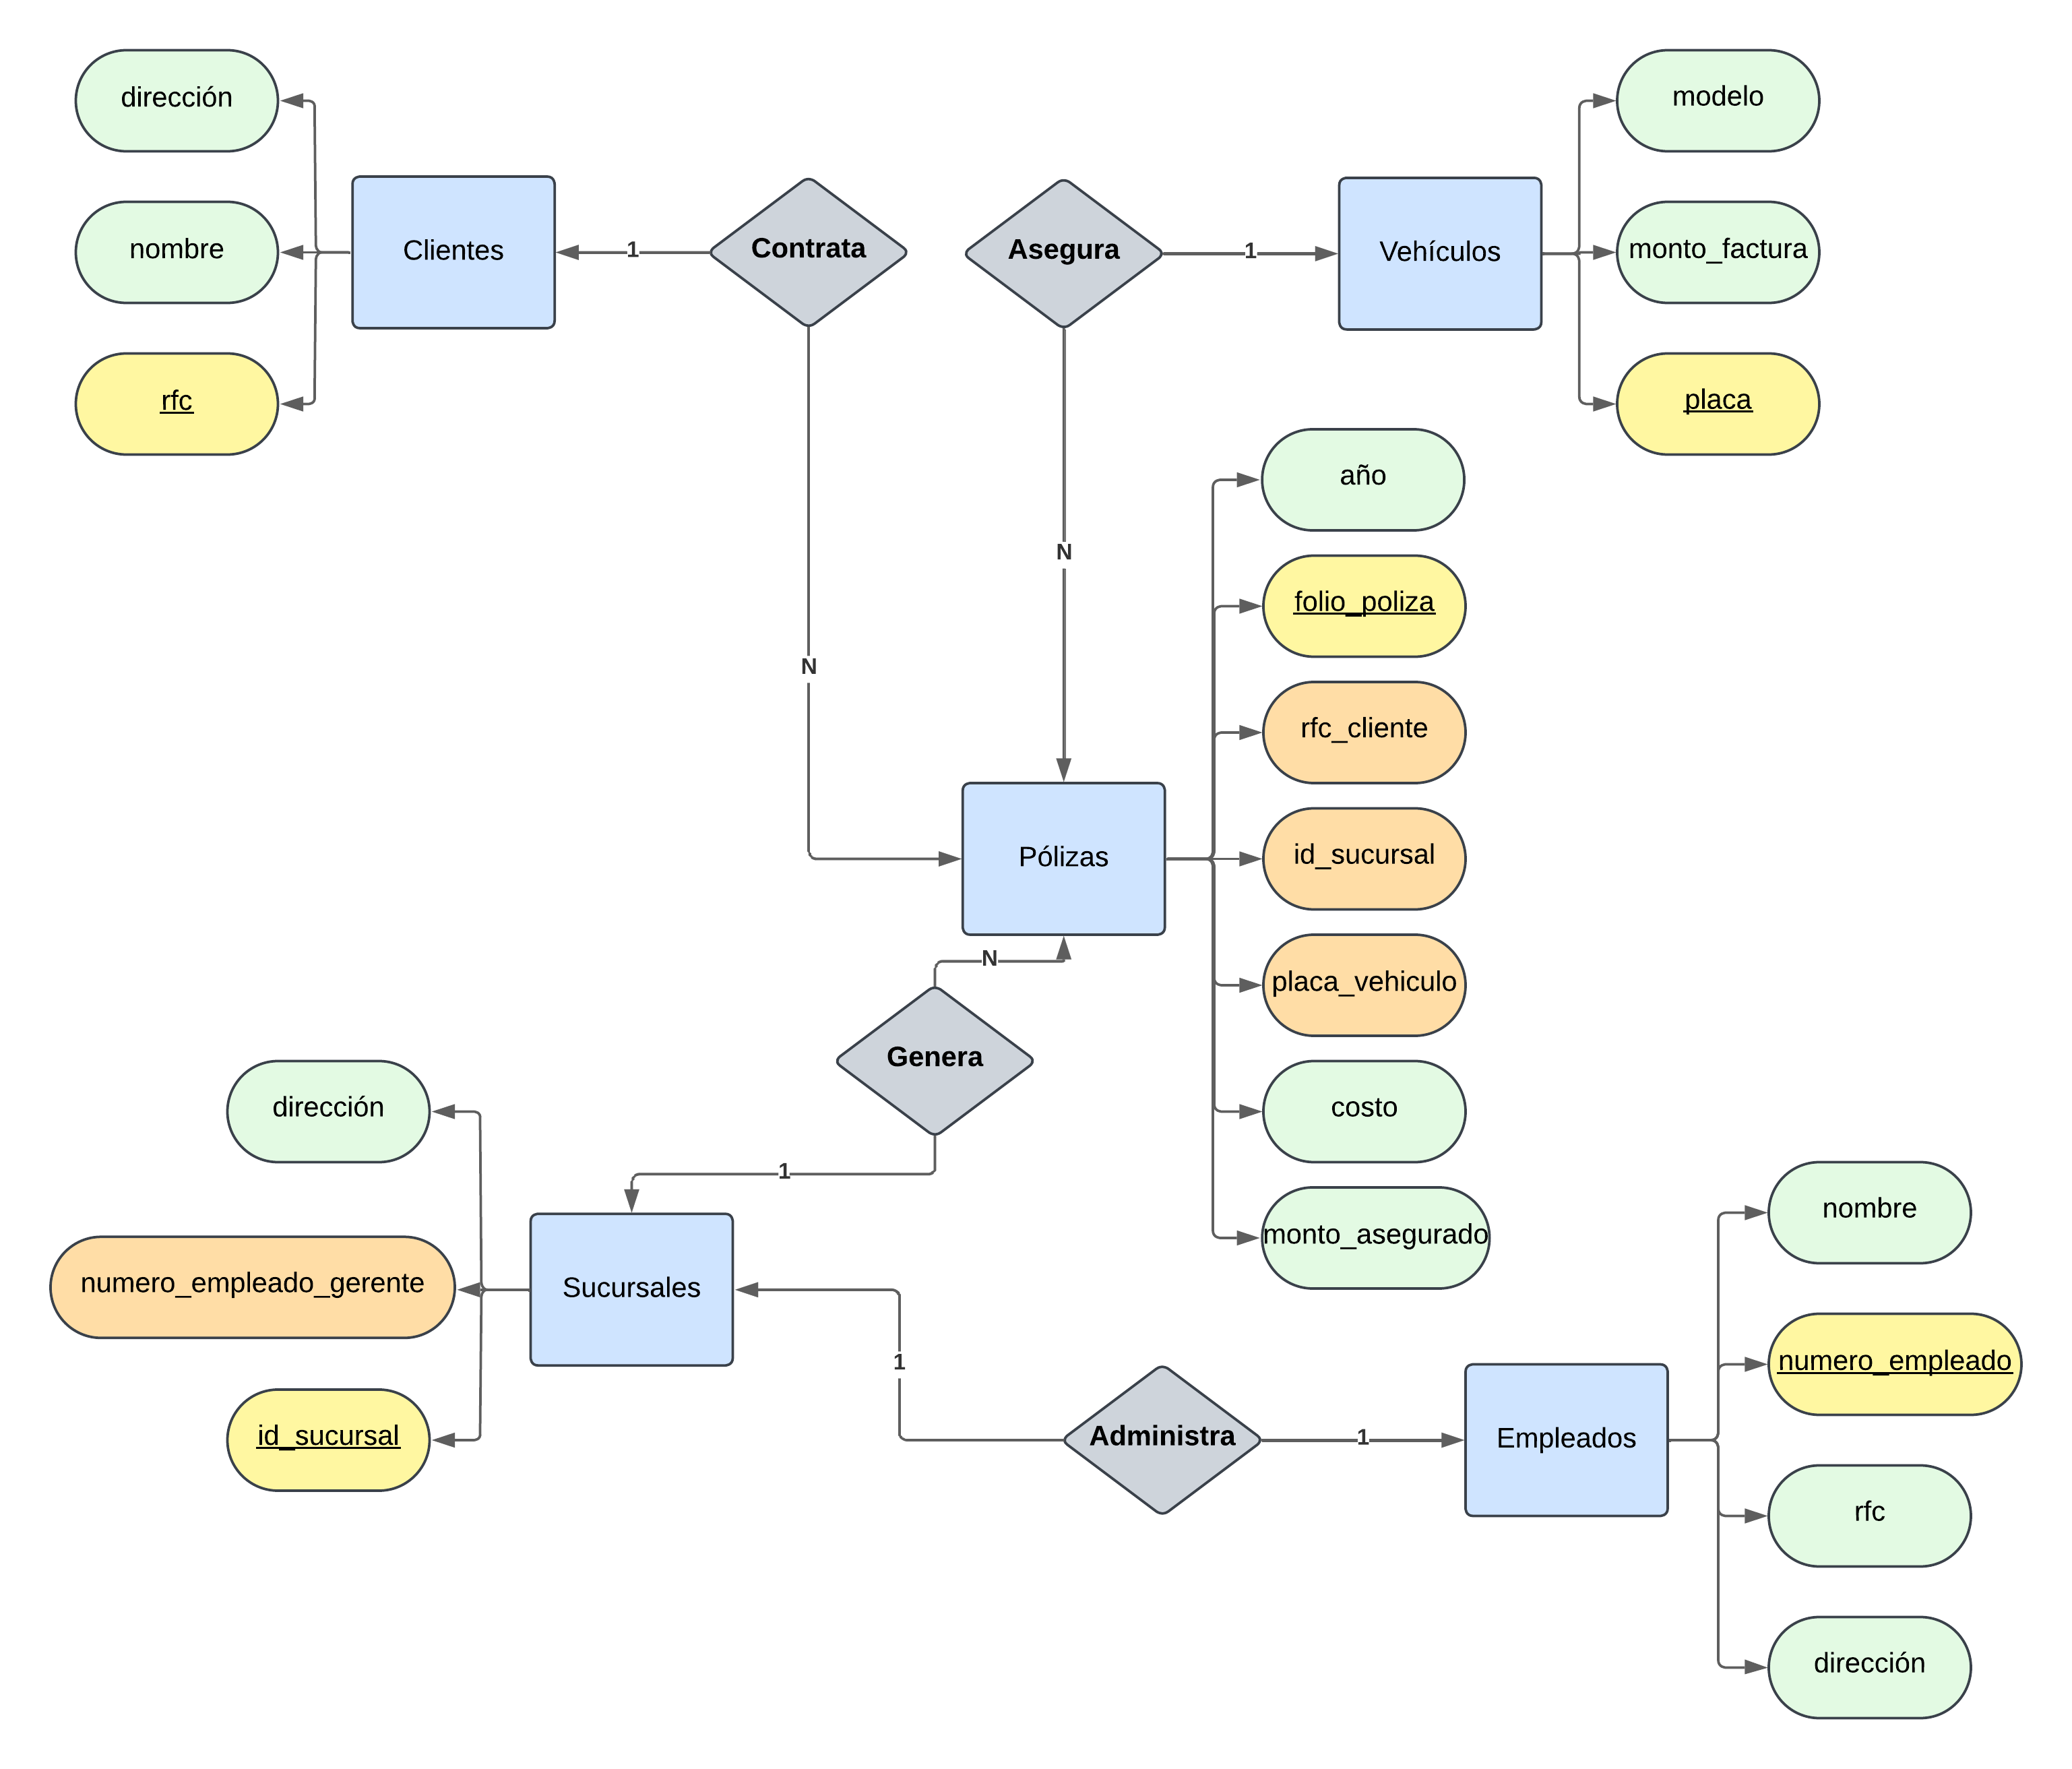 dirección
modelo
nombre
Clientes
1
Contrata
Asegura
1
Vehículos
monto_factura
rfc
placa
año
N
folio_poliza
N
rfc_cliente
Pólizas
id_sucursal
N
placa_vehiculo
Genera
dirección
costo
1
nombre
monto_asegurado
numero_empleado_gerente
Sucursales
1
numero_empleado
id_sucursal
Administra
1
Empleados
rfc
dirección